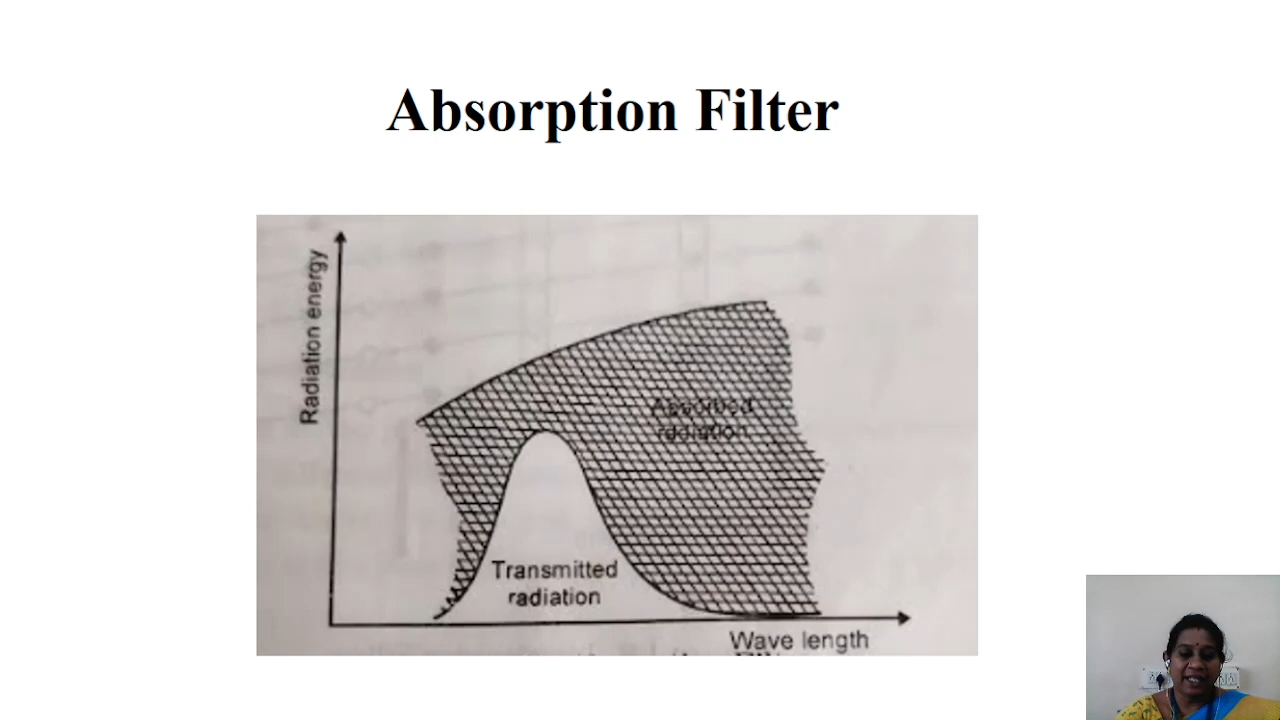 Absorption Filter
Radiation energy
Absorbed
radiation
Transmitted
radiation
Wave length